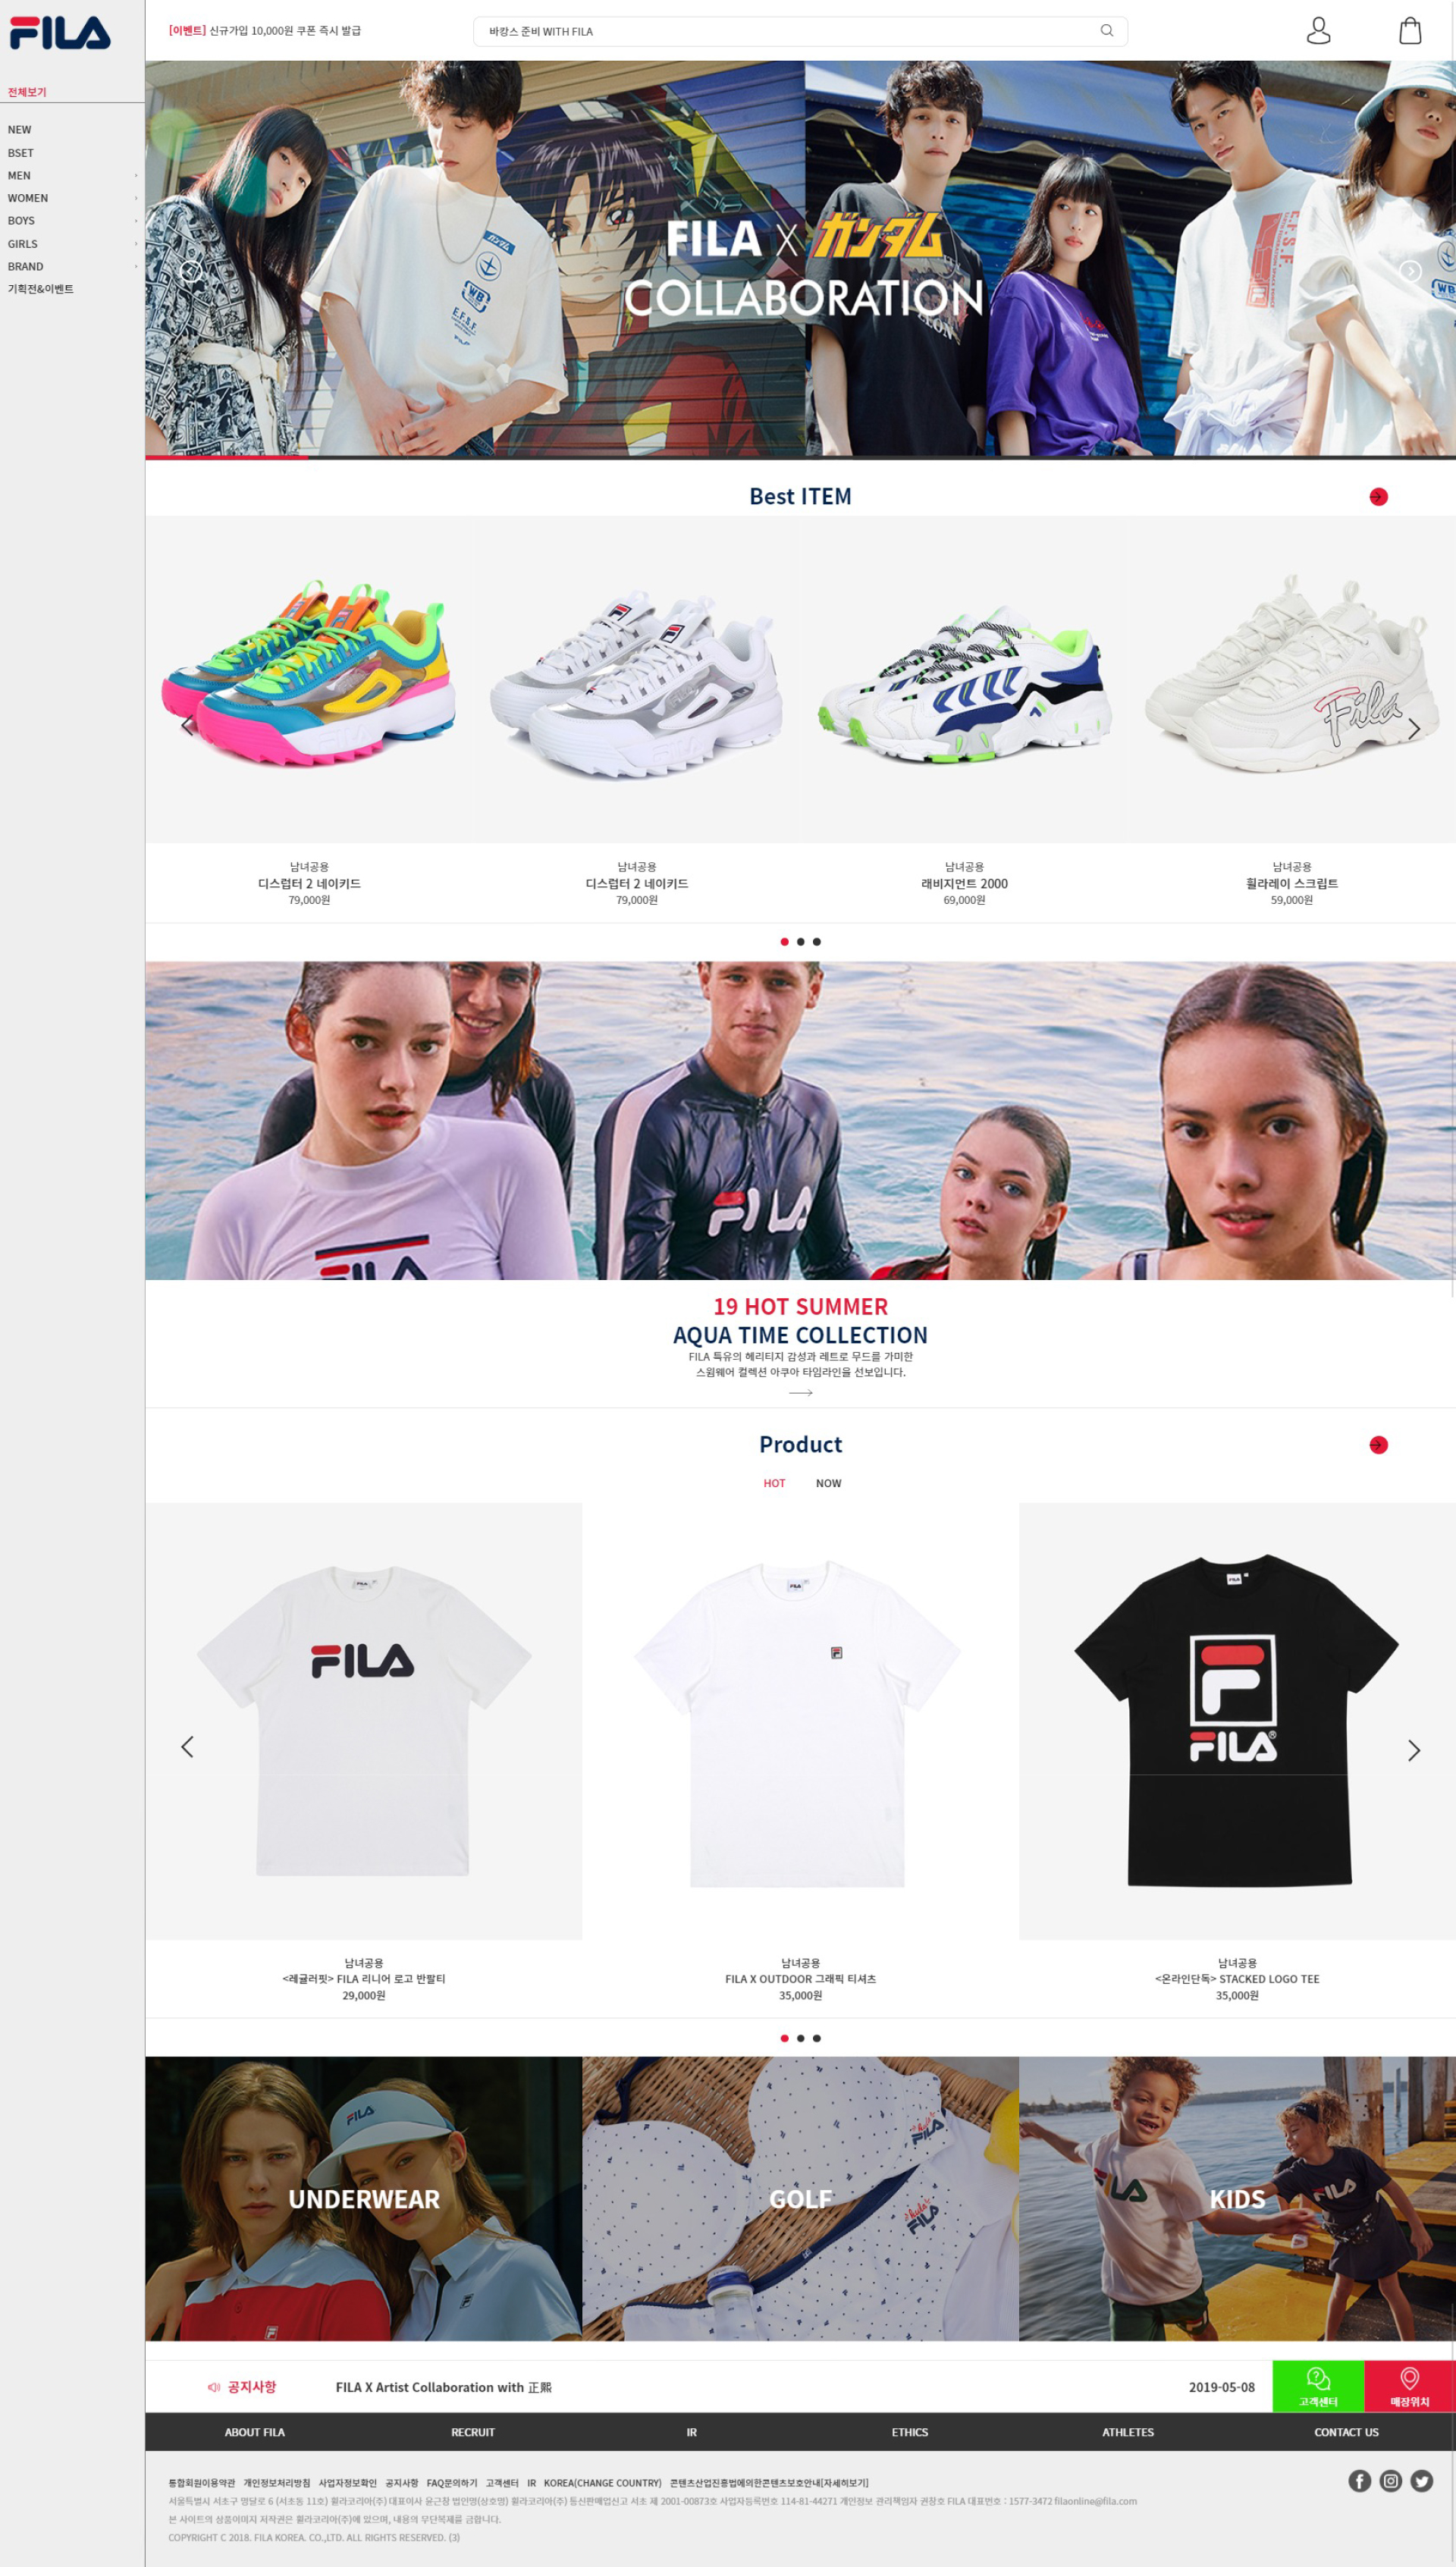 FILA
[이벤트] 신규가입 10,000원 쿠폰 즉시 발급
바캉스 준비 WITH FILA
전체보기
NEW
BSET
MEN
WOMEN
BOYS
GIRLS
BRAND
기획전&이벤트
FILA X ガンダム
COLLABORATION
Best ITEM
남녀공용
디스럽터 2 네이키드
79,000원
남녀공용
디스럽터 2 네이키드
79,000원
남녀공용
래비지먼트 2000
69,000원
남녀공용
휠라레이 스크립트
59,000원
FILA
19 HOT SUMMER
AQUA TIME COLLECTION
FILA 특유의 헤리티지 감성과 레트로 무드를 가미한
스윔웨어 컬렉션 아쿠아 타임라인을 선보입니다.
Product
HOT NOW
FILA
FILA
남녀공용
<레귤러핏> FILA 리니어 로고 반팔티
29,000원
남녀공용
FILA X OUTDOOR 그래픽 티셔츠
35,000원
남녀공용
<온라인단독> STACKED LOGO TEE
35,000원
FILA
UNDERWEAR
GOLF
KIDS
공지사항 FILA X Artist Collaboration with 正熙 2019-05-08
고객센터
매장위치
ABOUT FILA RECRUIT IR ETHICS ATHLETES CONTACT US
통합회원이용약관 개인정보처리방침 사업자정보확인 공지사항 FAQ문의하기 고객센터 IR KOREA(CHANGE COUNTRY) 콘텐츠산업진흥법에의한콘텐츠보호안내[자세히보기]
서울특별시 서초구 명달로 6 (서초동 11호) 휠라코리아(주) 대표이사 윤근창 법인명(상호명) 휠라코리아(주) 통신판매업신고 서초 제 2001-00873호 사업자등록번호 114-81-44271 개인정보 관리책임자 권장호 FILA 대표번호 : 1577-3472 filaonline@fila.com
본 사이트의 상품이미지 저작권은 휠라코리아(주)에 있으며, 내용의 무단복제를 금합니다.
COPYRIGHT C 2018. FILA KOREA. CO.,LTD. ALL RIGHTS RESERVED. (3)